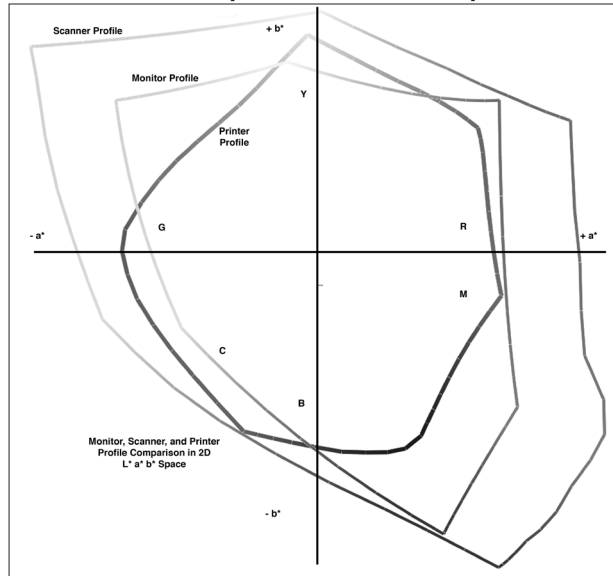 Scanner Profile
+ b*
Monitor Profile
Y
Printer
Profile
G
R
- a*
+ a*
M
C
B
Monitor, Scanner, and Printer
Profile Comparison in 2D
L* a* b* Space
- b*